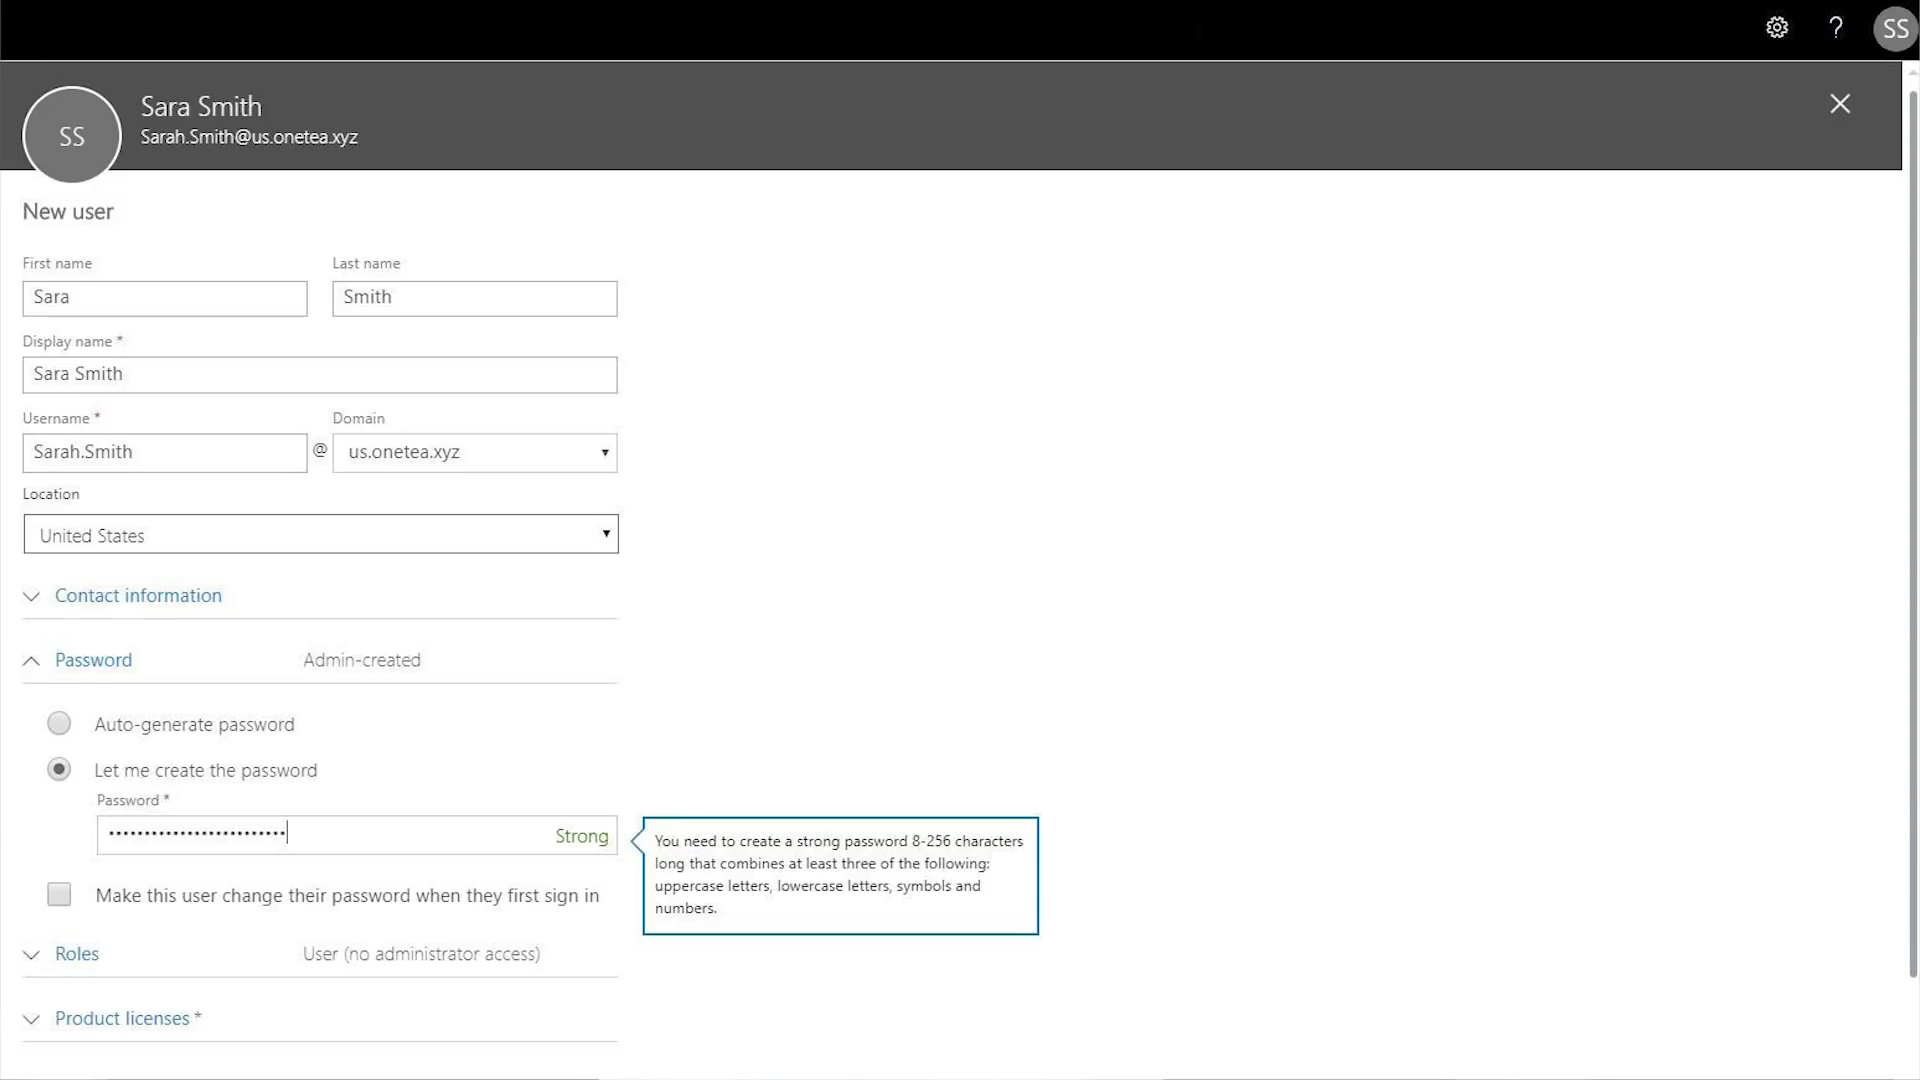 SS
SS
Sara Smith
Sarah.Smith@us.onetea.xyz
New user
First name
Last name
Sara
Smith
Display name *
Sara Smith
Username *
Domain
Sarah.Smith
@
us.onetea.xyz
Location
United States
Contact information
Password
Admin-created
Auto-generate password
Let me create the password
Password *
Strong
You need to create a strong password 8-256 characters
long that combines at least three of the following:
uppercase letters, lowercase letters, symbols and
numbers.
Make this user change their password when they first sign in
Roles
User (no administrator access)
Product licenses *